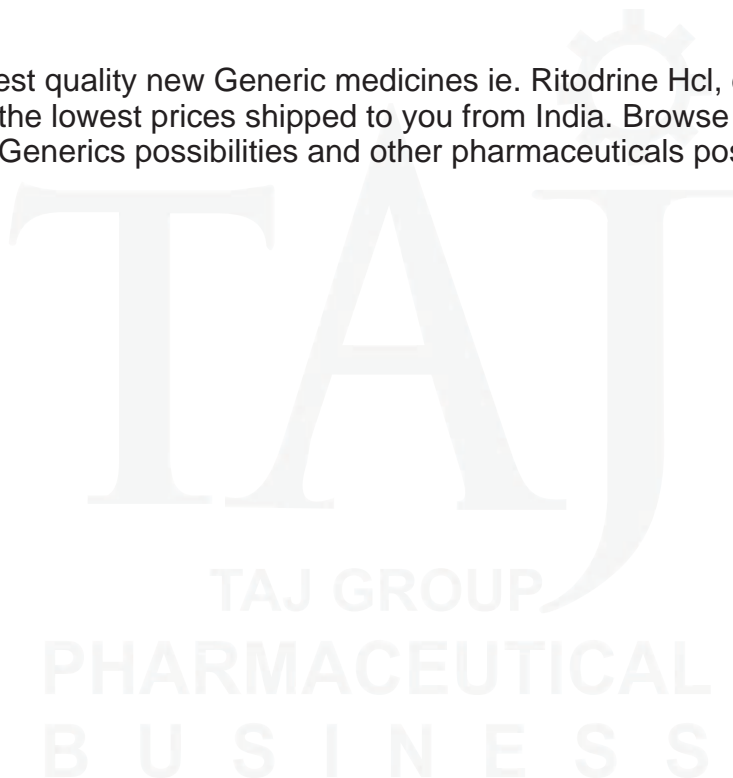 est quality new Generic medicines ie. Ritodrine Hcl,
the lowest prices shipped to you from India. Browse
Generics possibilities and other pharmaceuticals pos
TAJ
TAJ GROUP
PHARMACEUTICAL
BUSINESS